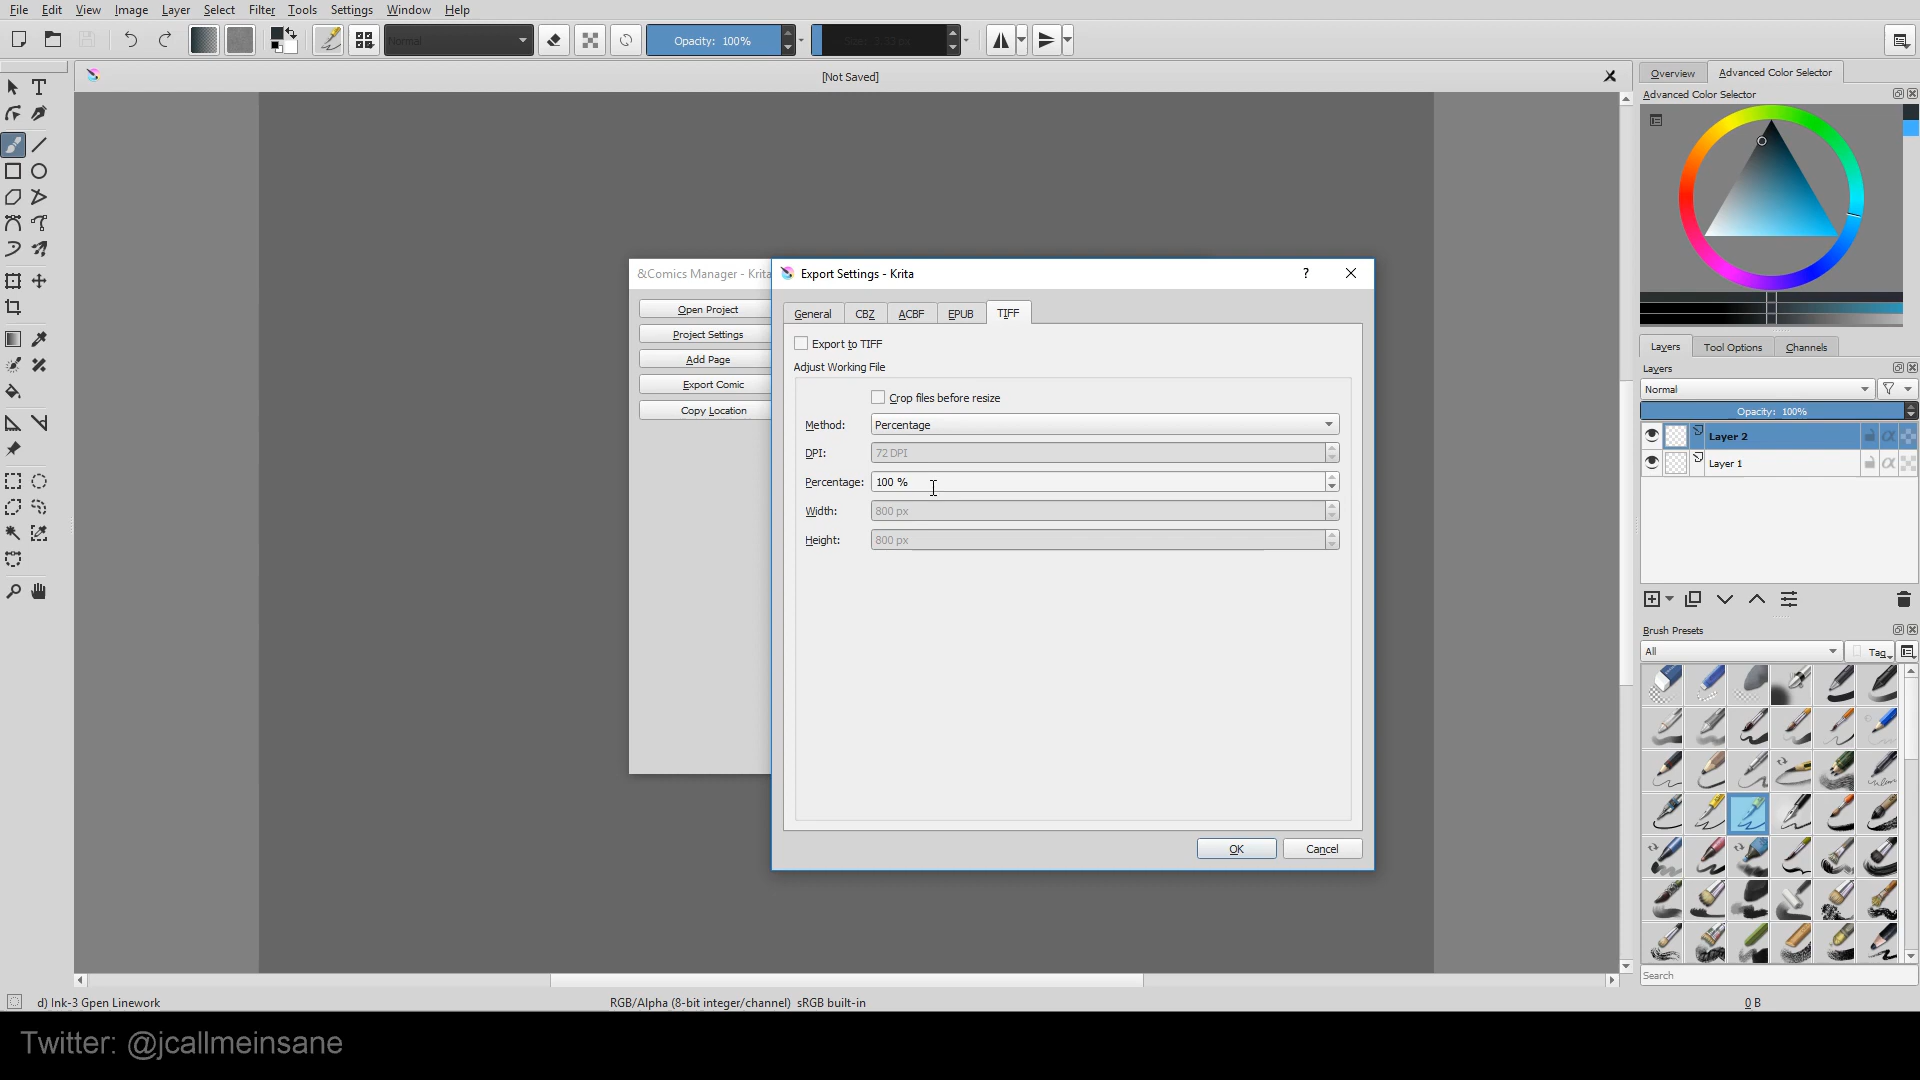 File Edit View Image Layer Select Filter Tools Settings Window Help
Normal Opacity: 100%
[Not Saved]
Overview Advanced Color Selector
Advanced Color Selector
&Comics Manager - Krita
Open Project
Project Settings
Add Page
Export Comic
Copy Location
Export Settings - Krita
General CBZ ACBF EPUB TIFF
Export to TIFF
Adjust Working File
Crop files before resize
Method: Percentage
DPI: 72 DPI
Percentage: 100 %
Width: 800 px
Height: 800 px
OK Cancel
Layers Tool Options Channels
Layers
Normal
Opacity: 100%
Layer 2
Layer 1
Brush Presets
All Tag
Search
d) Ink-3 Gpen Linework
RGB/Alpha (8-bit integer/channel) sRGB built-in
0 B
Twitter: @jcallmeinsane